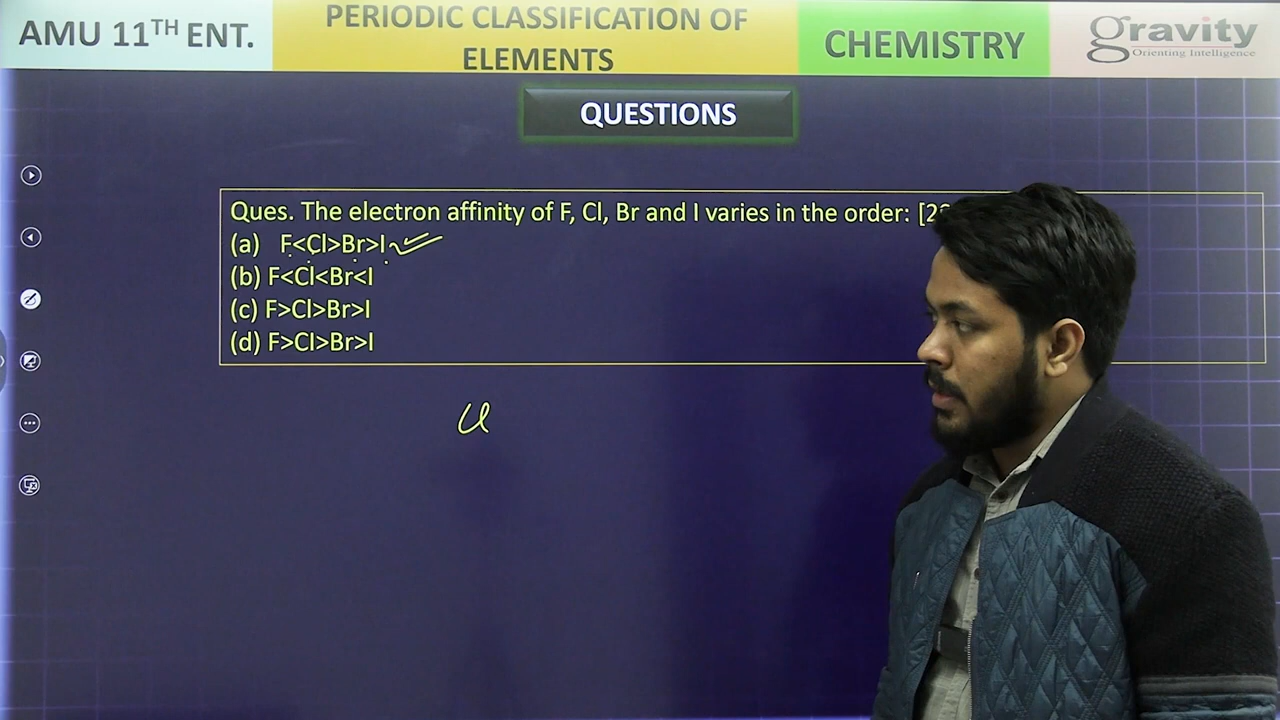 AMU 11TH ENT.
PERIODIC CLASSIFICATION OF
ELEMENTS
CHEMISTRY
gravity
Orienting Intelligence
QUESTIONS
Ques. The electron affinity of F, Cl, Br and I varies in the order:
(a) F<Cl>Br>I
(b) F<Cl<Br<I
(c) F>Cl>Br>I
(d) F>Cl>Br>I